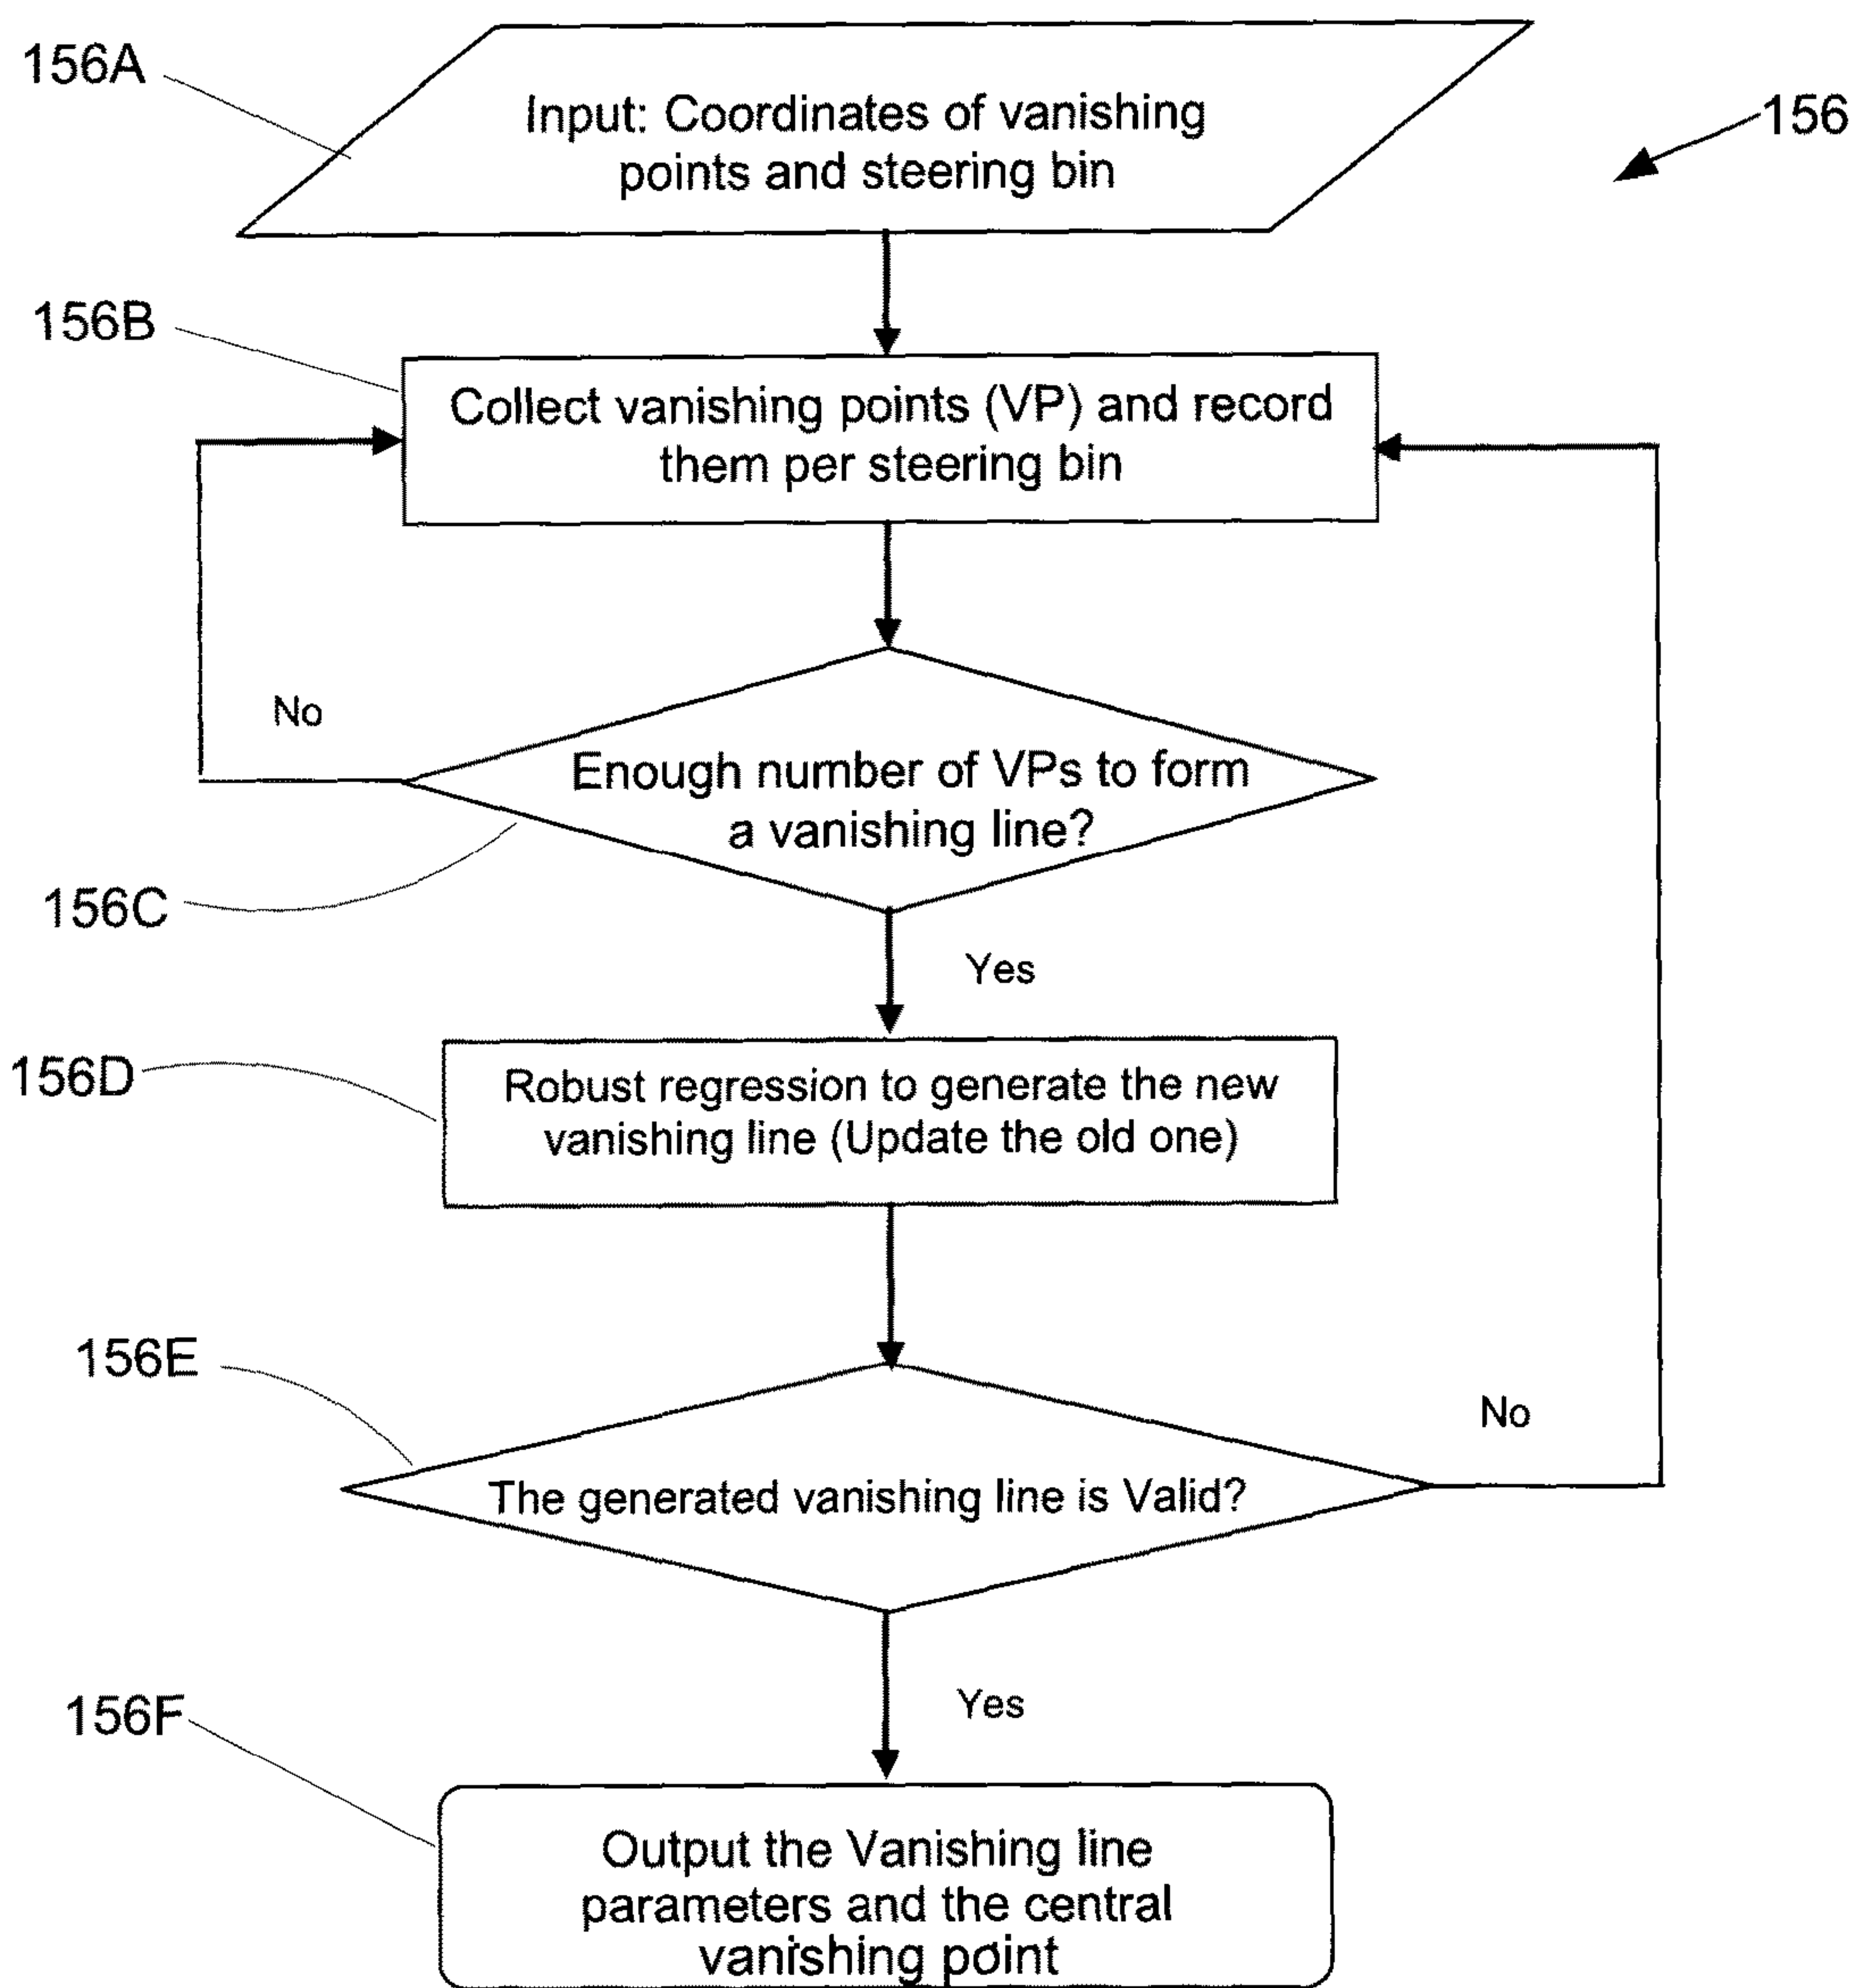 156A
Input: Coordinates of vanishing
points and steering bin
156
156B
Collect vanishing points (VP) and record
them per steering bin
No
Enough number of VPs to form
a vanishing line?
156C
Yes
156D
Robust regression to generate the new
vanishing line (Update the old one)
156E
No
The generated vanishing line is Valid?
Yes
156F
Output the Vanishing line
parameters and the central
vanishing point